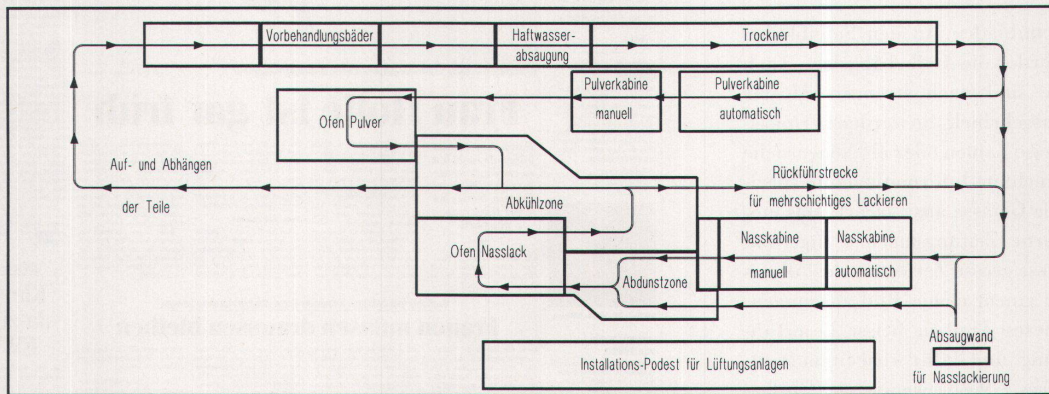 Vorbehandlungsbäder
Haftwasser-
absaugung
Trockner
Pulverkabine
manuell
Pulverkabine
automatisch
Ofen Pulver
Auf- und Abhängen
der Teile
Abkühlzone
Rückführstrecke
für mehrschichtiges Lackieren
Ofen Nasslack
Nasskabine
manuell
Nasskabine
automatisch
Abdunstzone
Absaugwand
für Nasslackierung
Installations-Podest für Lüftungsanlagen